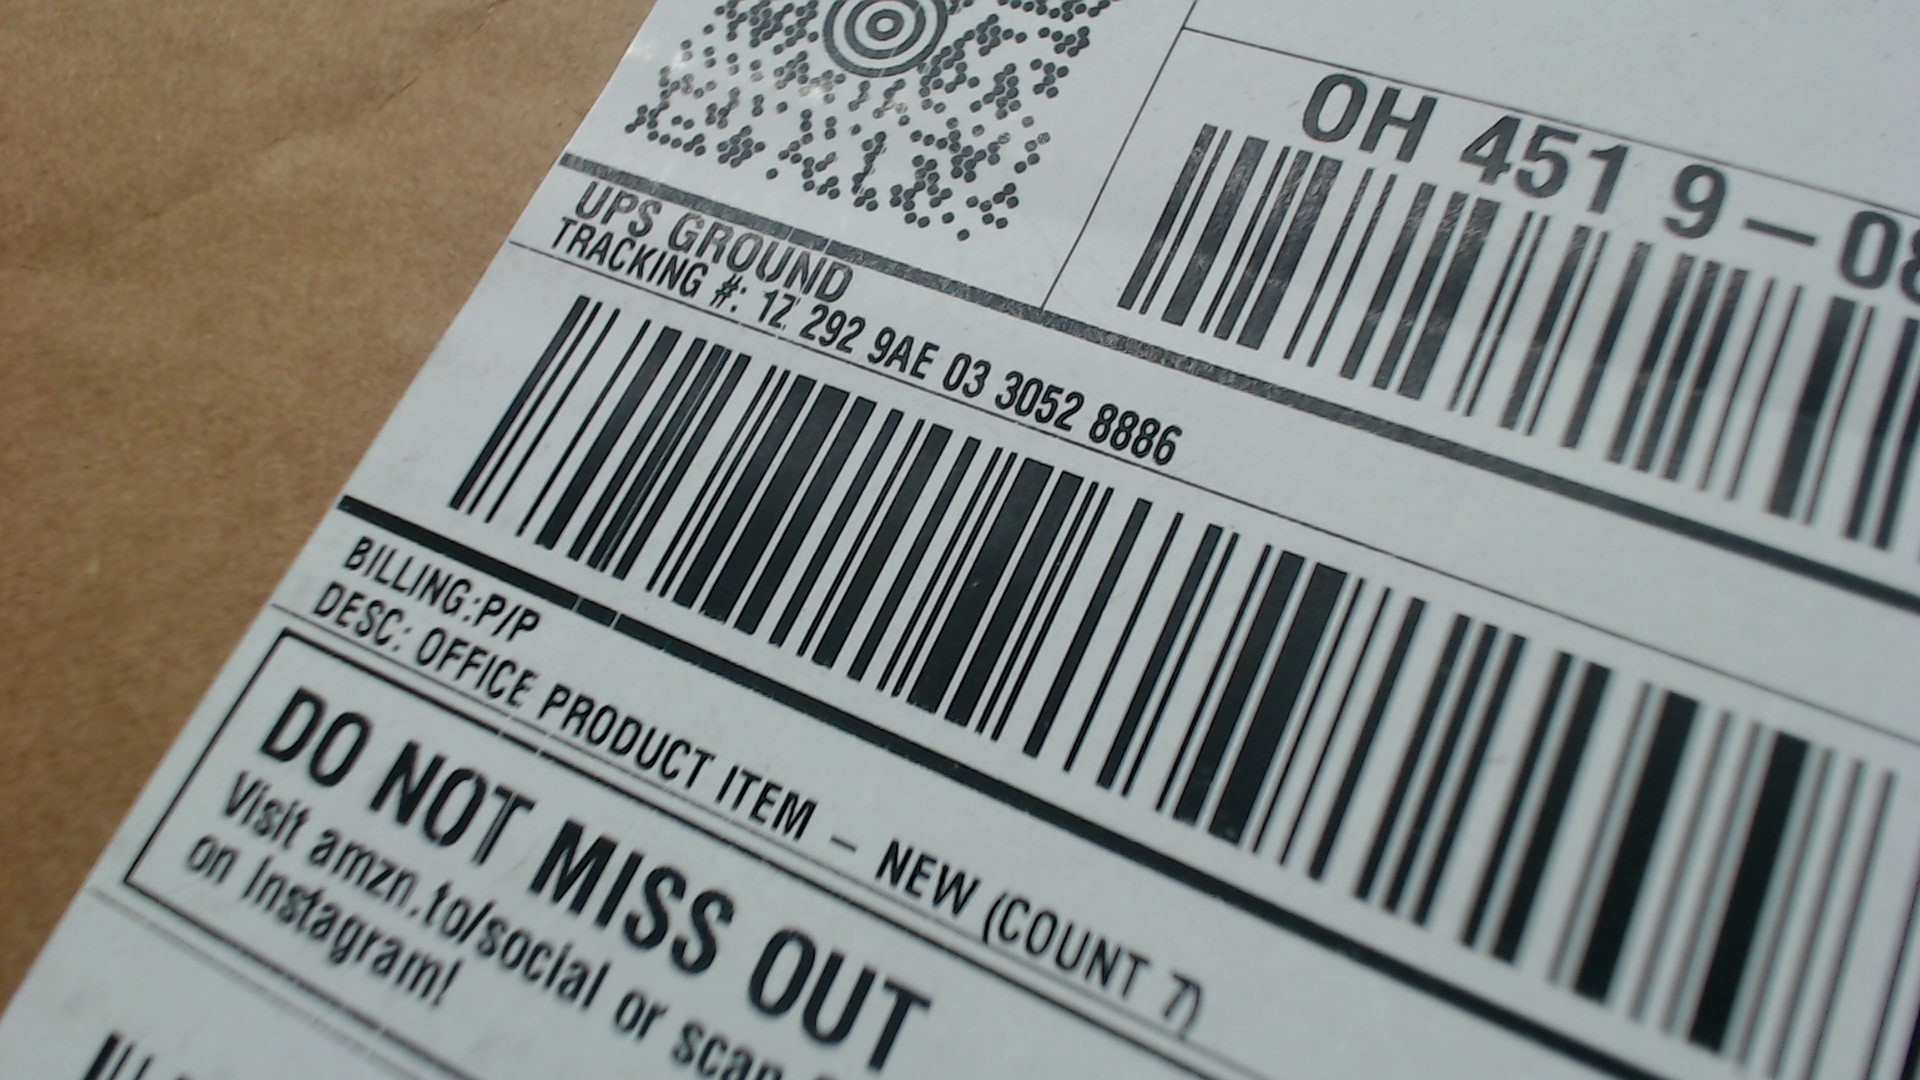 OH 451 9-08
UPS GROUND
TRACKING #: 1Z 292 9AE 03 3052 8886
BILLING:P/P
DESC: OFFICE PRODUCT ITEM - NEW (COUNT 7)
DO NOT MISS OUT
Visit amzn.to/social or scan
on Instagram!